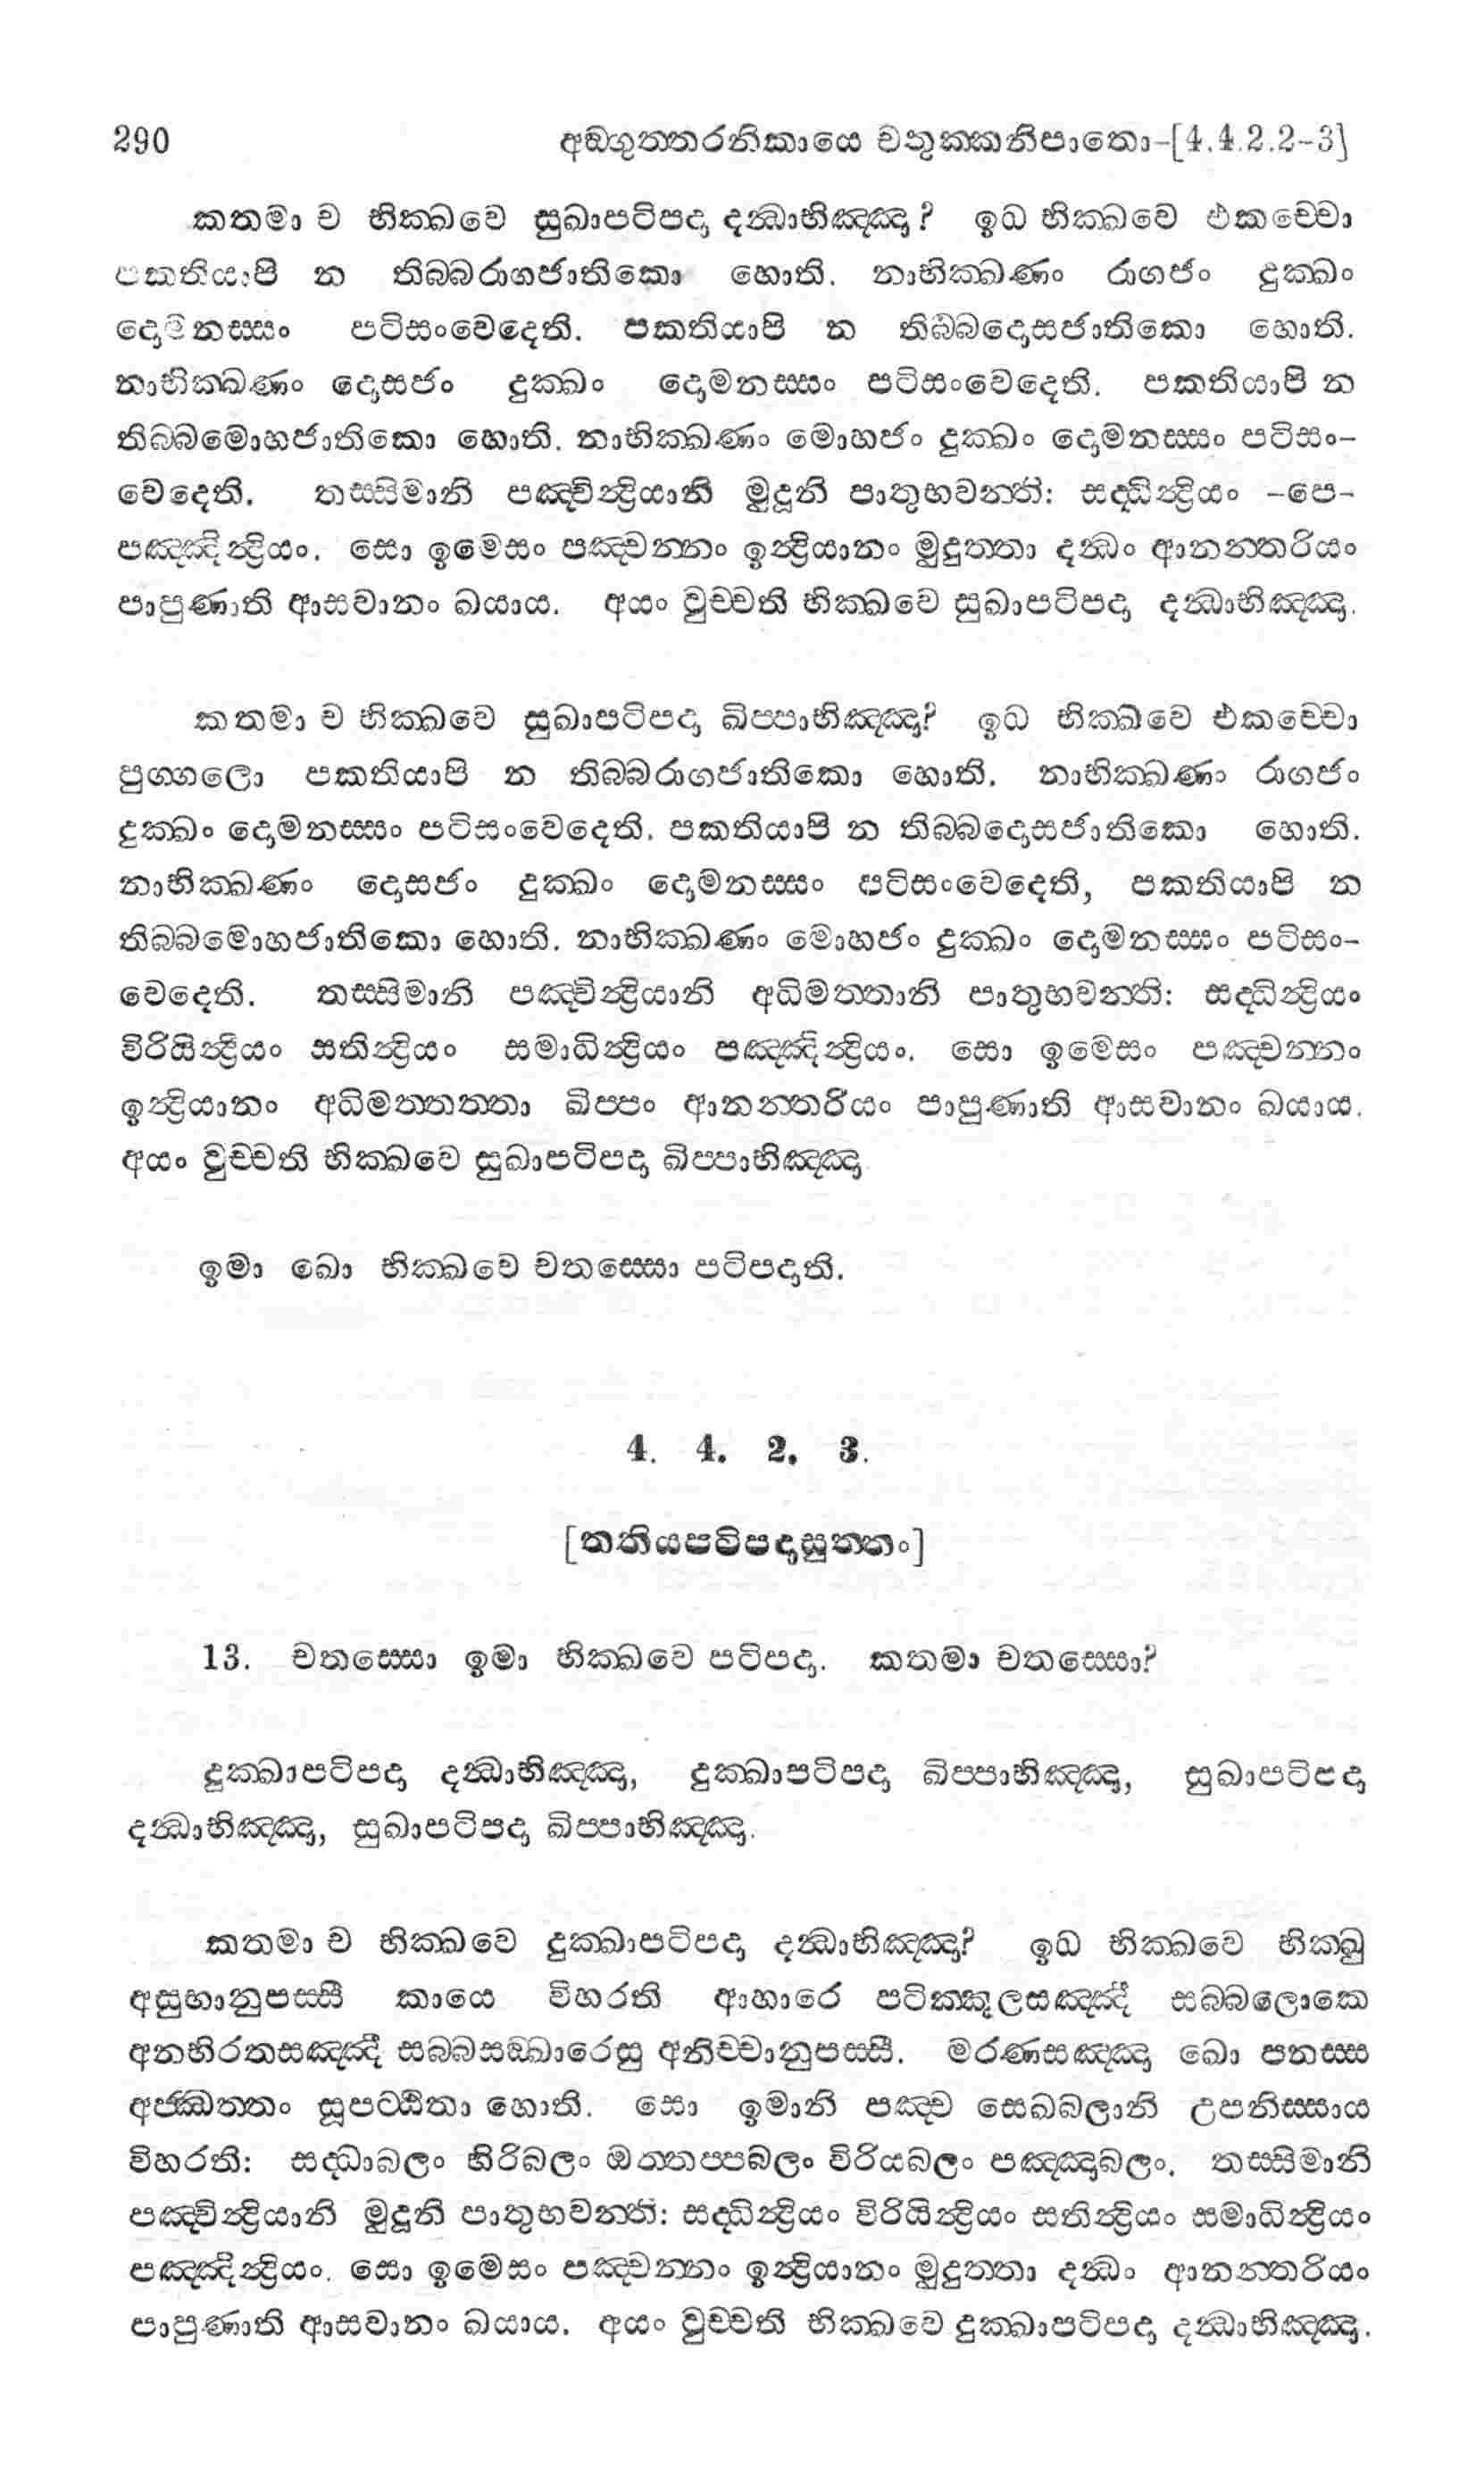 290 අඞ්ගුත්තරනිකායෙ චතුක්කනිපාතො-[4.4.2.2-3]
කතමා ච භික්ඛවෙ සුඛාපටිපදා දන්ධාභිඤ්ඤා? ඉධ භික්ඛවෙ එකච්චො
පකතියාපි න තිබ්බරාගජාතිකො හොති. නාභික්ඛණං රාගජං දුක්ඛං
දොමනස්සං පටිසංවෙදෙති. පකතියාපි න තිබ්බදොසජාතිකො හොති.
නාභික්ඛණං දොසජං දුක්ඛං දොමනස්සං පටිසංවෙදෙති. පකතියාපි න
තිබ්බමොහජාතිකො හොති. නාභික්ඛණං මොහජං දුක්ඛං දොමනස්සං පටිසං-
වෙදෙති. තස්සිමානි පඤ්චින්ද්‍රියානි මුදූනි පාතුභවන්ති: සද්ධින්ද්‍රියං -පෙ-
පඤ්ඤින්ද්‍රියං. සො ඉමෙසං පඤ්චන්නං ඉන්ද්‍රියානං මුදුත්තා දන්ධං ආනන්තරියං
පාපුණාති ආසවානං ඛයාය. අයං වුච්චති භික්ඛවෙ සුඛාපටිපදා දන්ධාභිඤ්ඤා.
කතමා ච භික්ඛවෙ සුඛාපටිපදා ඛිප්පාභිඤ්ඤා? ඉධ භික්ඛවෙ එකච්චො
පුග්ගලො පකතියාපි න තිබ්බරාගජාතිකො හොති. නාභික්ඛණං රාගජං
දුක්ඛං දොමනස්සං පටිසංවෙදෙති. පකතියාපි න තිබ්බදොසජාතිකො හොති.
නාභික්ඛණං දොසජං දුක්ඛං දොමනස්සං පටිසංවෙදෙති, පකතියාපි න
තිබ්බමොහජාතිකො හොති. නාභික්ඛණං මොහජං දුක්ඛං දොමනස්සං පටිසං-
වෙදෙති. තස්සිමානි පඤ්චින්ද්‍රියානි අධිමත්තානි පාතුභවන්ති: සද්ධින්ද්‍රියං
විරියින්ද්‍රියං සතින්ද්‍රියං සමාධින්ද්‍රියං පඤ්ඤින්ද්‍රියං. සො ඉමෙසං පඤ්චන්නං
ඉන්ද්‍රියානං අධිමත්තත්තා ඛිප්පං ආනන්තරියං පාපුණාති ආසවානං ඛයාය.
අයං වුච්චති භික්ඛවෙ සුඛාපටිපදා ඛිප්පාභිඤ්ඤා
ඉමා ඛො භික්ඛවෙ චතස්සො පටිපදාති.
4. 4. 2. 3.
[තතියපටිපදාසුත්තං]
13. චතස්සො ඉමා භික්ඛවෙ පටිපදා. කතමා චතස්සො?
දුක්ඛාපටිපදා දන්ධාභිඤ්ඤා, දුක්ඛාපටිපදා ඛිප්පාභිඤ්ඤා, සුඛාපටිපදා
දන්ධාභිඤ්ඤා, සුඛාපටිපදා ඛිප්පාභිඤ්ඤා.
කතමා ච භික්ඛවෙ දුක්ඛාපටිපදා දන්ධාභිඤ්ඤා? ඉධ භික්ඛවෙ භික්ඛු
අසුභානුපස්සී කායෙ විහරති ආහාරෙ පටික්කූලසඤ්ඤී සබ්බලොකෙ
අනභිරතසඤ්ඤී සබ්බසඞ්ඛාරෙසු අනිච්චානුපස්සී. මරණසඤ්ඤා ඛො පනස්ස
අජ්ඣත්තං සූපට්ඨිතා හොති. සො ඉමානි පඤ්ච සෙඛබලානි උපනිස්සාය
විහරති: සද්ධාබලං හිරිබලං ඔත්තප්පබලං විරියබලං පඤ්ඤාබලං. තස්සිමානි
පඤ්චින්ද්‍රියානි මුදූනි පාතුභවන්ති: සද්ධින්ද්‍රියං විරියින්ද්‍රියං සතින්ද්‍රියං සමාධින්ද්‍රියං
පඤ්ඤින්ද්‍රියං. සො ඉමෙසං පඤ්චන්නං ඉන්ද්‍රියානං මුදුත්තා දන්ධං ආනන්තරියං
පාපුණාති ආසවානං ඛයාය. අයං වුච්චති භික්ඛවෙ දුක්ඛාපටිපදා දන්ධාභිඤ්ඤා.